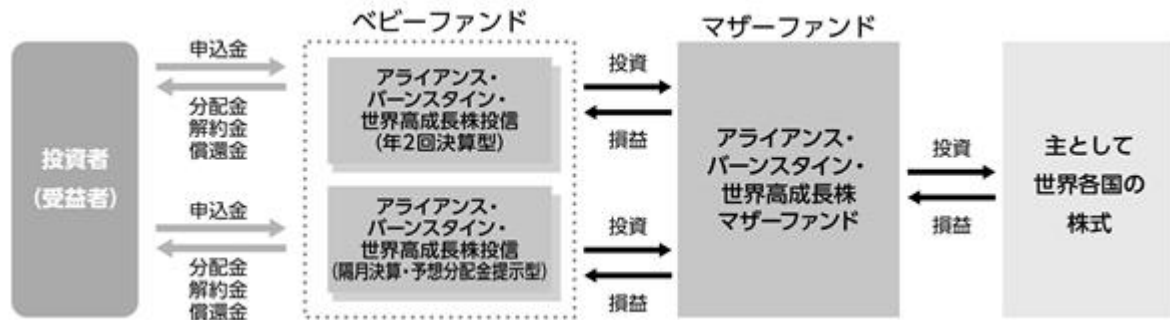 ベビーファンド
マザーファンド
投資者
(受益者)
申込金
分配金
解約金
償還金
申込金
分配金
解約金
償還金
アライアンス・
バーンスタイン・
世界高成長株投信
(年2回決算型)
アライアンス・
バーンスタイン・
世界高成長株投信
(隔月決算・予想分配金提示型)
投資
損益
投資
損益
アライアンス・
バーンスタイン・
世界高成長株
マザーファンド
投資
損益
主として
世界各国の
株式